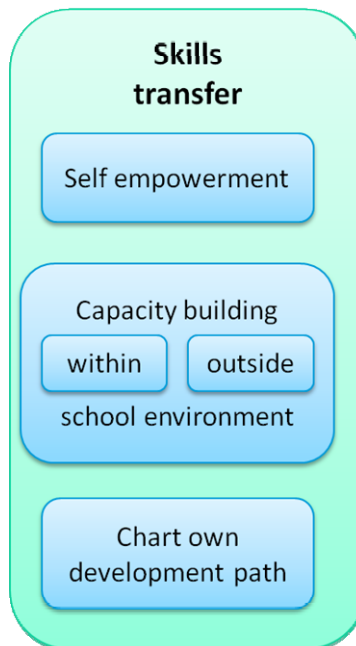 Skills
transfer
Self empowerment
Capacity building
within outside
school environment
Chart own
development path